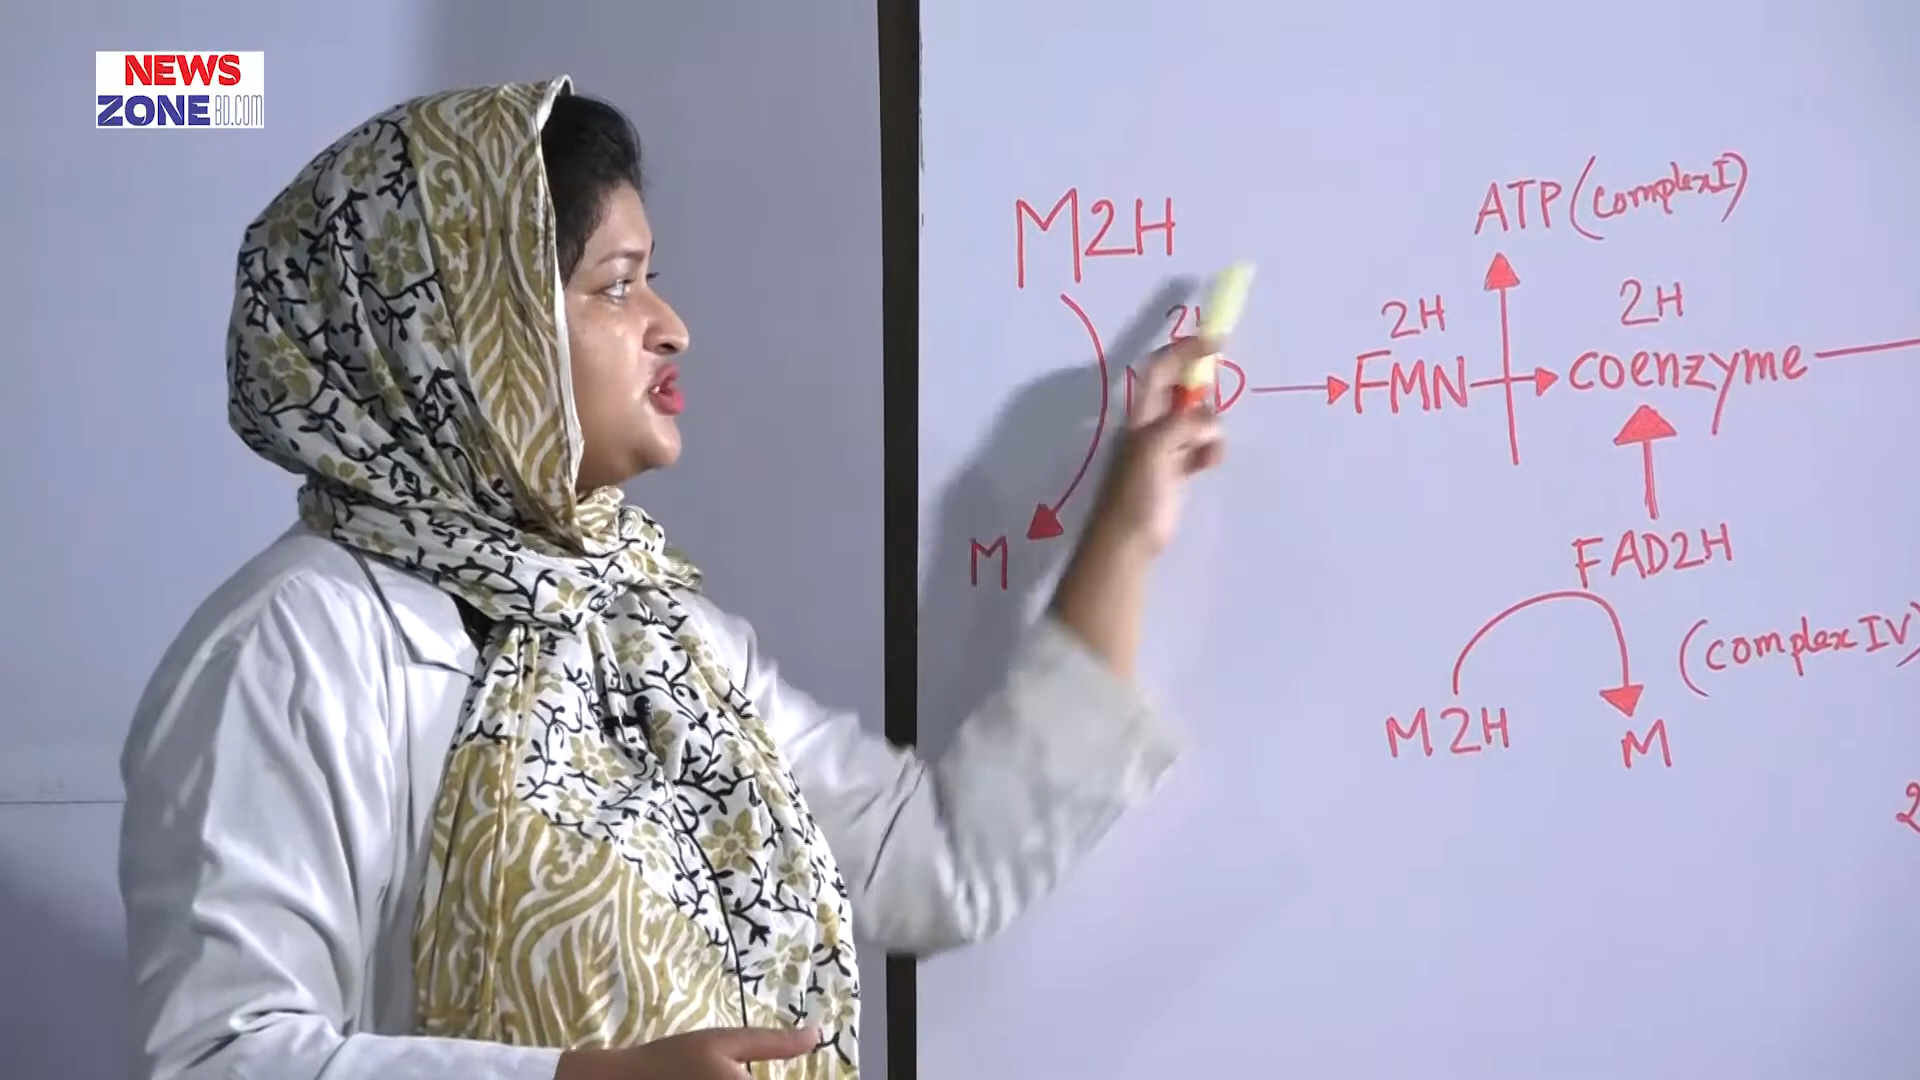 NEWS
ZONE BD.COM
ATP (complex I)
M2H
2H 2H
FMN coenzyme
M
FAD2H
(complex IV)
M2H M